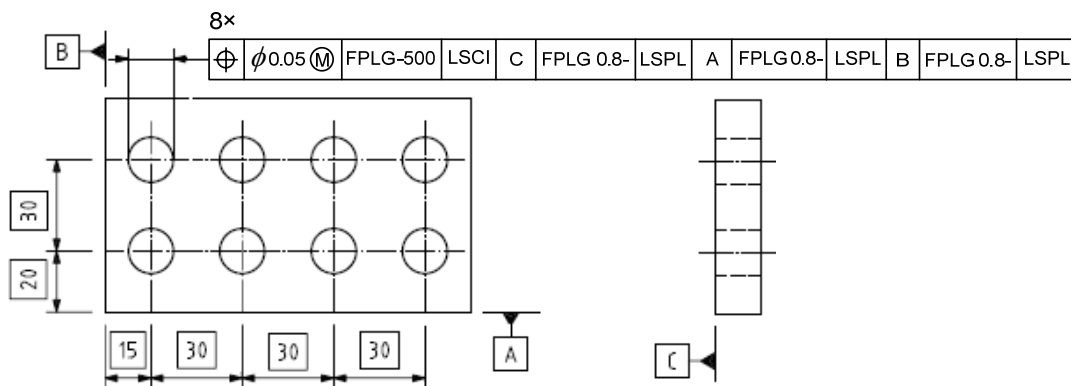 8×
B
⌖ ϕ0.05 Ⓜ FPLG-500 LSCI C FPLG 0.8- LSPL A FPLG0.8- LSPL B FPLG0.8- LSPL
30
20
15 30 30 30
A
C